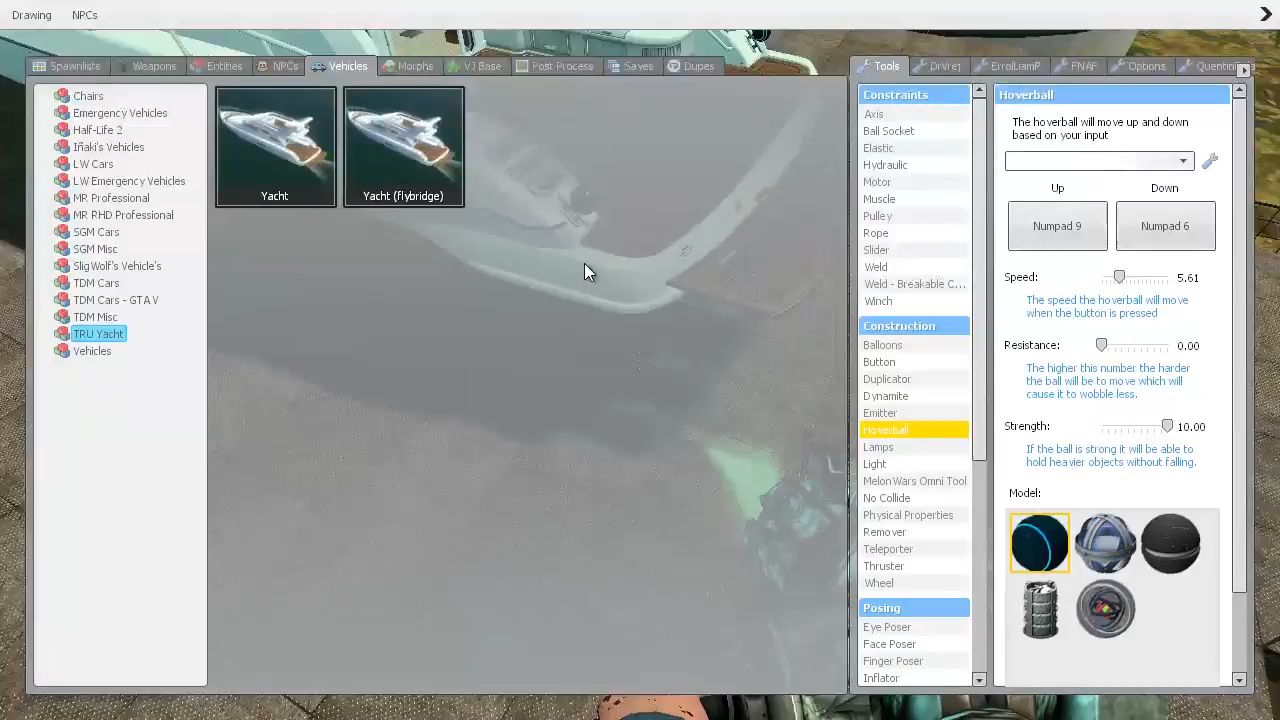 Drawing
NPCs
Spawnlists
Weapons
Entities
NPCs
Vehicles
Morphs
VJ Base
Post Process
Saves
Dupes
Tools
DrVrej
ErrolLiamP
FNAF
Options
Chairs
Emergency Vehicles
Half-Life 2
Iñaki's Vehicles
LW Cars
LW Emergency Vehicles
MR Professional
MR RHD Professional
SGM Cars
SGM Misc
SligWolf's Vehicle's
TDM Cars
TDM Cars - GTA V
TDM Misc
TRU Yacht
Vehicles
Yacht
Yacht (flybridge)
Constraints
Axis
Ball Socket
Elastic
Hydraulic
Motor
Muscle
Pulley
Rope
Slider
Weld
Weld - Breakable C...
Winch
Construction
Balloons
Button
Duplicator
Dynamite
Emitter
Hoverball
Lamps
Light
MelonWars Omni Tool
No Collide
Physical Properties
Remover
Teleporter
Thruster
Wheel
Posing
Eye Poser
Face Poser
Finger Poser
Inflator
Hoverball
The hoverball will move up and down
based on your input
Up
Down
Numpad 9
Numpad 6
Speed:
5.61
The speed the hoverball will move
when the button is pressed
Resistance:
0.00
The higher this number the harder
the ball will be to move which will
cause it to wobble less.
Strength:
10.00
If the ball is strong it will be able to
hold heavier objects without falling.
Model: